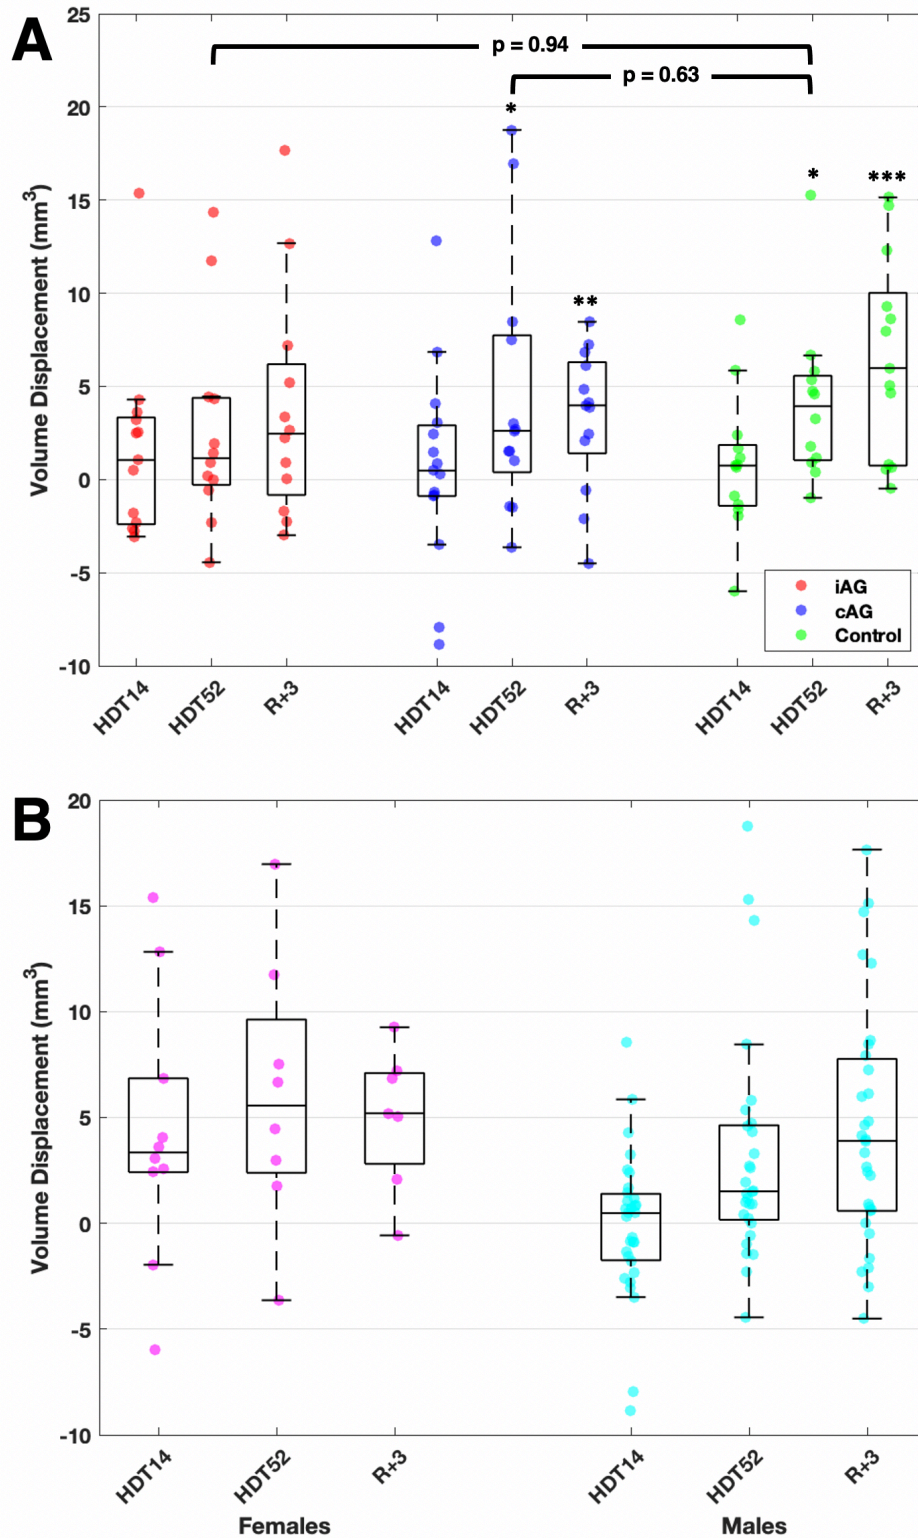 A
25
20
15
10
5
0
-5
-10
Volume Displacement (mm³)
p = 0.94
p = 0.63
*
**
*
***
iAG
cAG
Control
HDT14
HDT52
R+3
HDT14
HDT52
R+3
HDT14
HDT52
R+3
B
20
15
10
5
0
-5
-10
Volume Displacement (mm³)
HDT14
HDT52
R+3
HDT14
HDT52
R+3
Females
Males